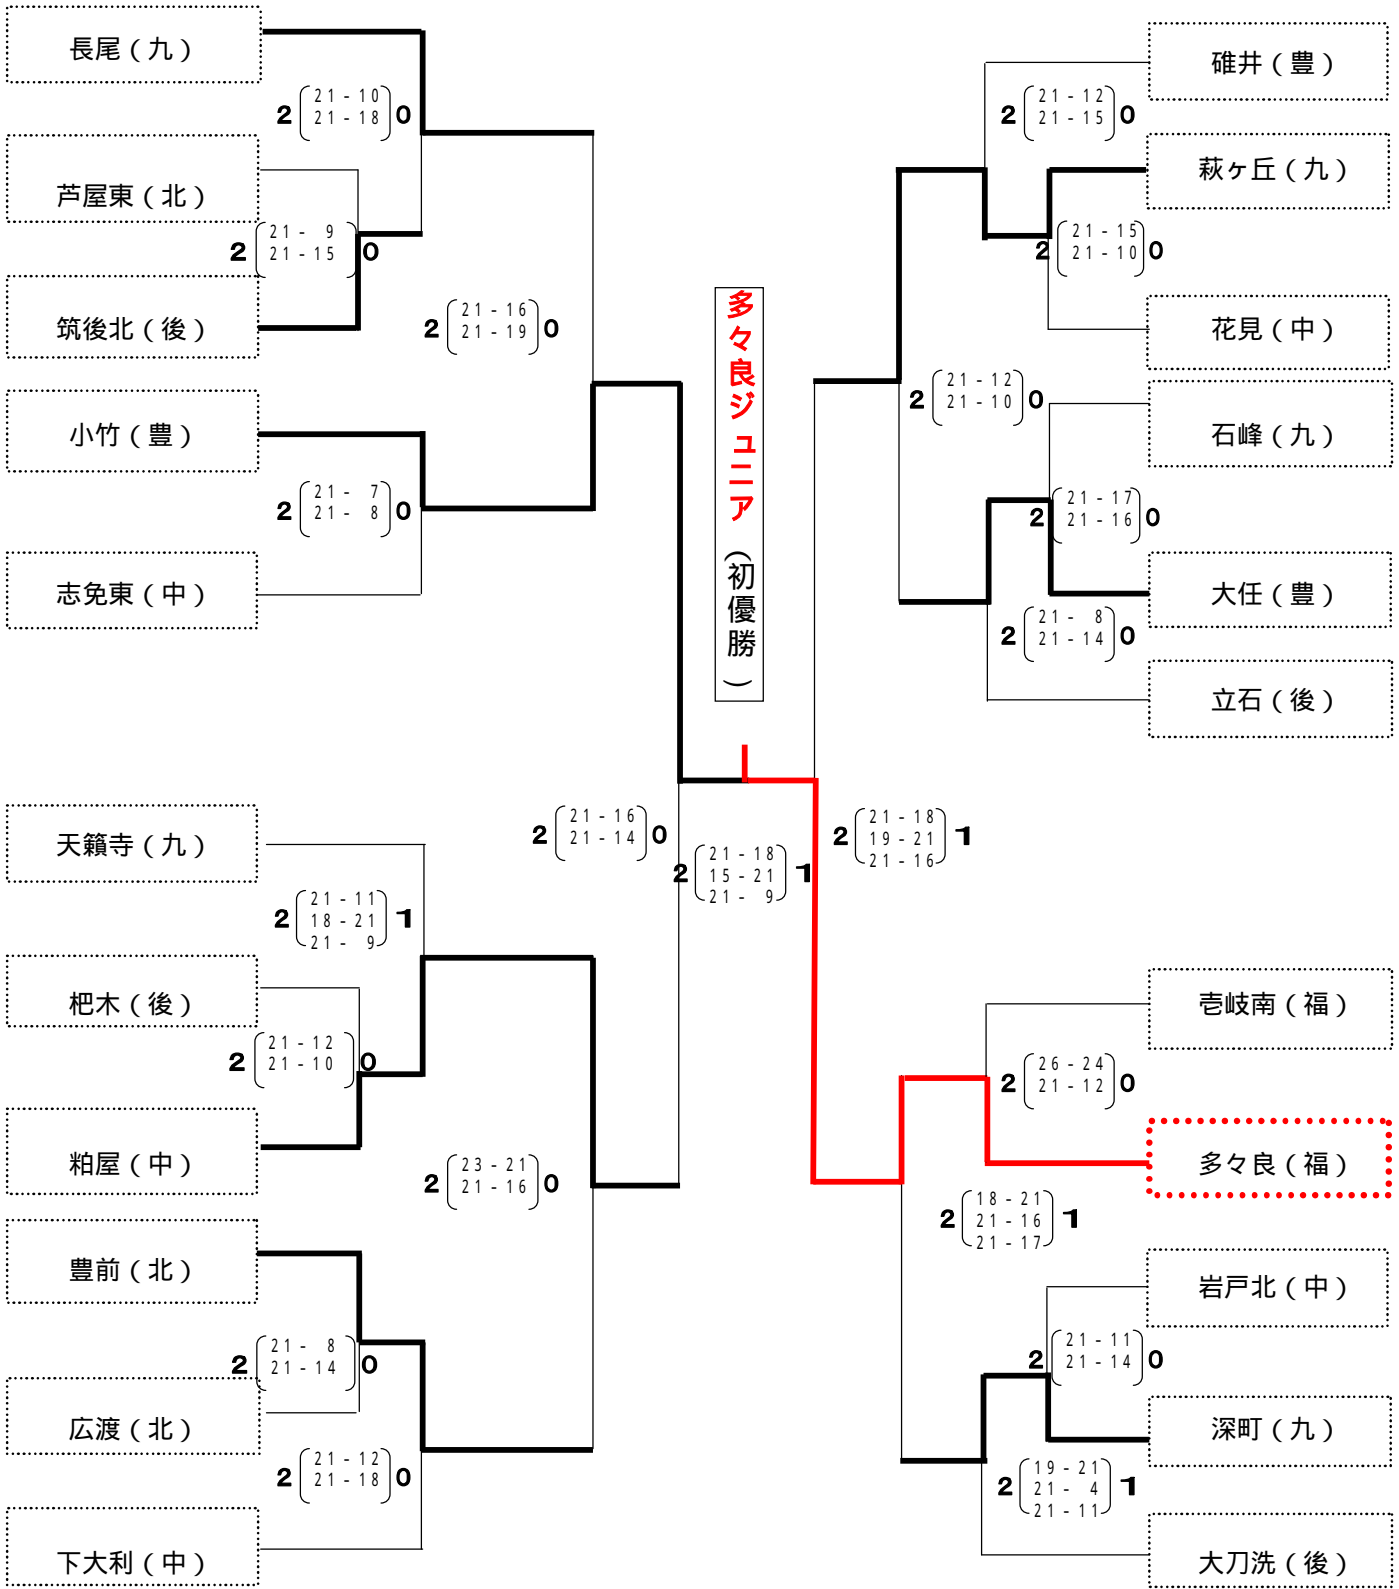 長尾（九）
2 21-10 0
21-18
芦屋東（北）
2 21- 9 0
21-15
筑後北（後）
2 21-16 0
21-19
小竹（豊）
2 21- 7 0
21- 8
志免東（中）
2 21-16 0
21-14
天籟寺（九）
2 21-11 1
18-21
21- 9
杷木（後）
2 21-12 0
21-10
粕屋（中）
2 23-21 0
21-16
豊前（北）
2 21- 8 0
21-14
広渡（北）
2 21-12 0
21-18
下大利（中）
多々良ジュニア（初優勝）
2 21-18 1
15-21
21- 9
碓井（豊）
2 21-12 0
21-15
萩ヶ丘（九）
2 21-15 0
21-10
花見（中）
2 21-12 0
21-10
石峰（九）
2 21-17 0
21-16
大任（豊）
2 21- 8 0
21-14
立石（後）
2 21-18 1
19-21
21-16
壱岐南（福）
2 26-24 0
21-12
多々良（福）
2 18-21 1
21-16
21-17
岩戸北（中）
2 21-11 0
21-14
深町（九）
2 19-21 1
21- 4
21-11
大刀洗（後）